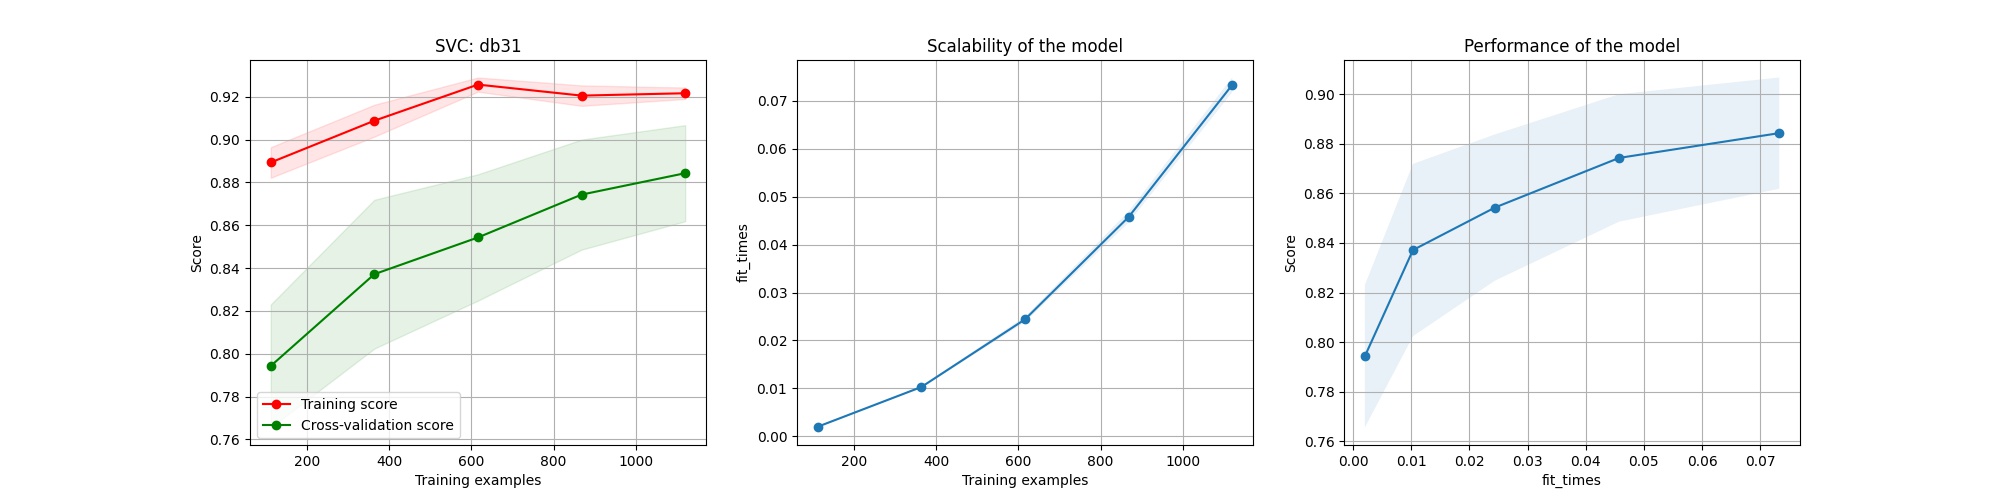 SVC: db31
0.92
0.90
0.88
0.86
0.84
0.82
0.80
0.78
0.76
Score
Training score
Cross-validation score
200 400 600 800 1000
Training examples
Scalability of the model
0.07
0.06
0.05
0.04
0.03
0.02
0.01
0.00
fit_times
200 400 600 800 1000
Training examples
Performance of the model
0.90
0.88
0.86
0.84
0.82
0.80
0.78
0.76
Score
0.00 0.01 0.02 0.03 0.04 0.05 0.06 0.07
fit_times